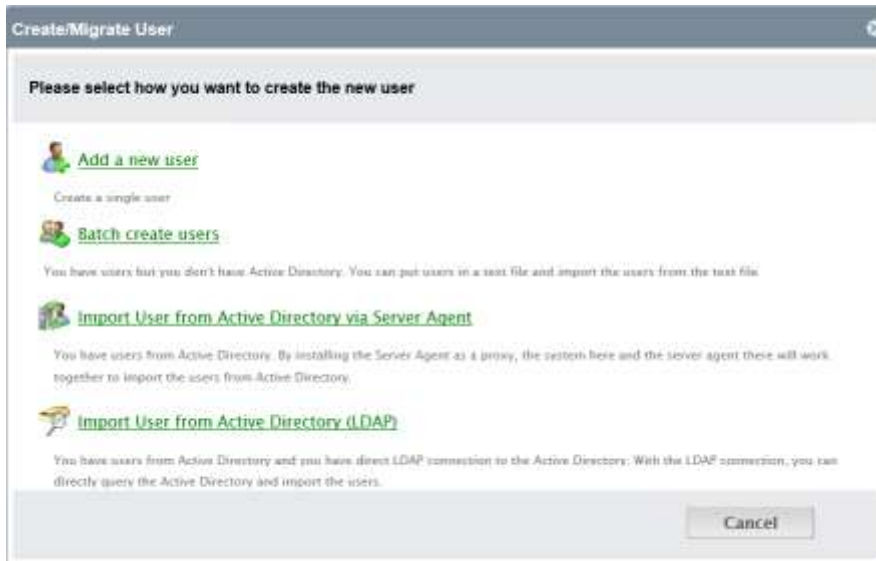 Create/Migrate User
Please select how you want to create the new user
Add a new user
Create a single user
Batch create users
You have users but you don't have Active Directory. You can put users in a text file and import the users from the text file
Import User from Active Directory via Server Agent
You have users from Active Directory. By installing the Server Agent as a proxy, the system here and the server agent there will work
together to import the users from Active Directory.
Import User from Active Directory (LDAP)
You have users from Active Directory and you have direct LDAP connection to the Active Directory. With the LDAP connection, you can
directly query the Active Directory and import the users.
Cancel